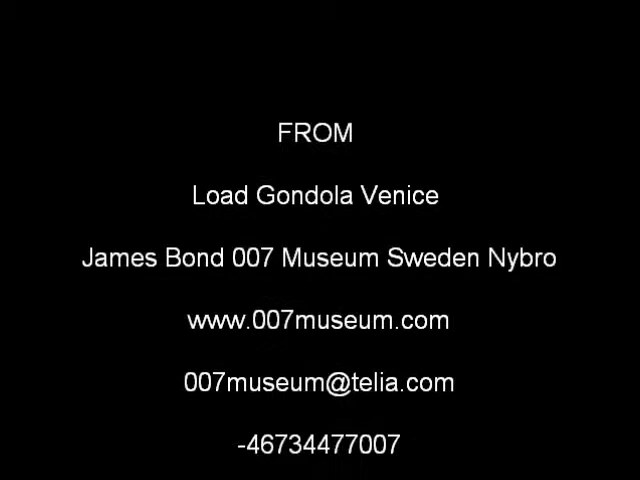 FROM
Load Gondola Venice
James Bond 007 Museum Sweden Nybro
www.007museum.com
007museum@telia.com
-46734477007